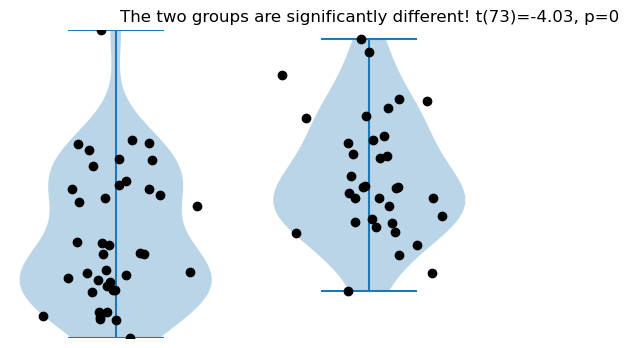 The two groups are significantly different! t(73)=-4.03, p=0